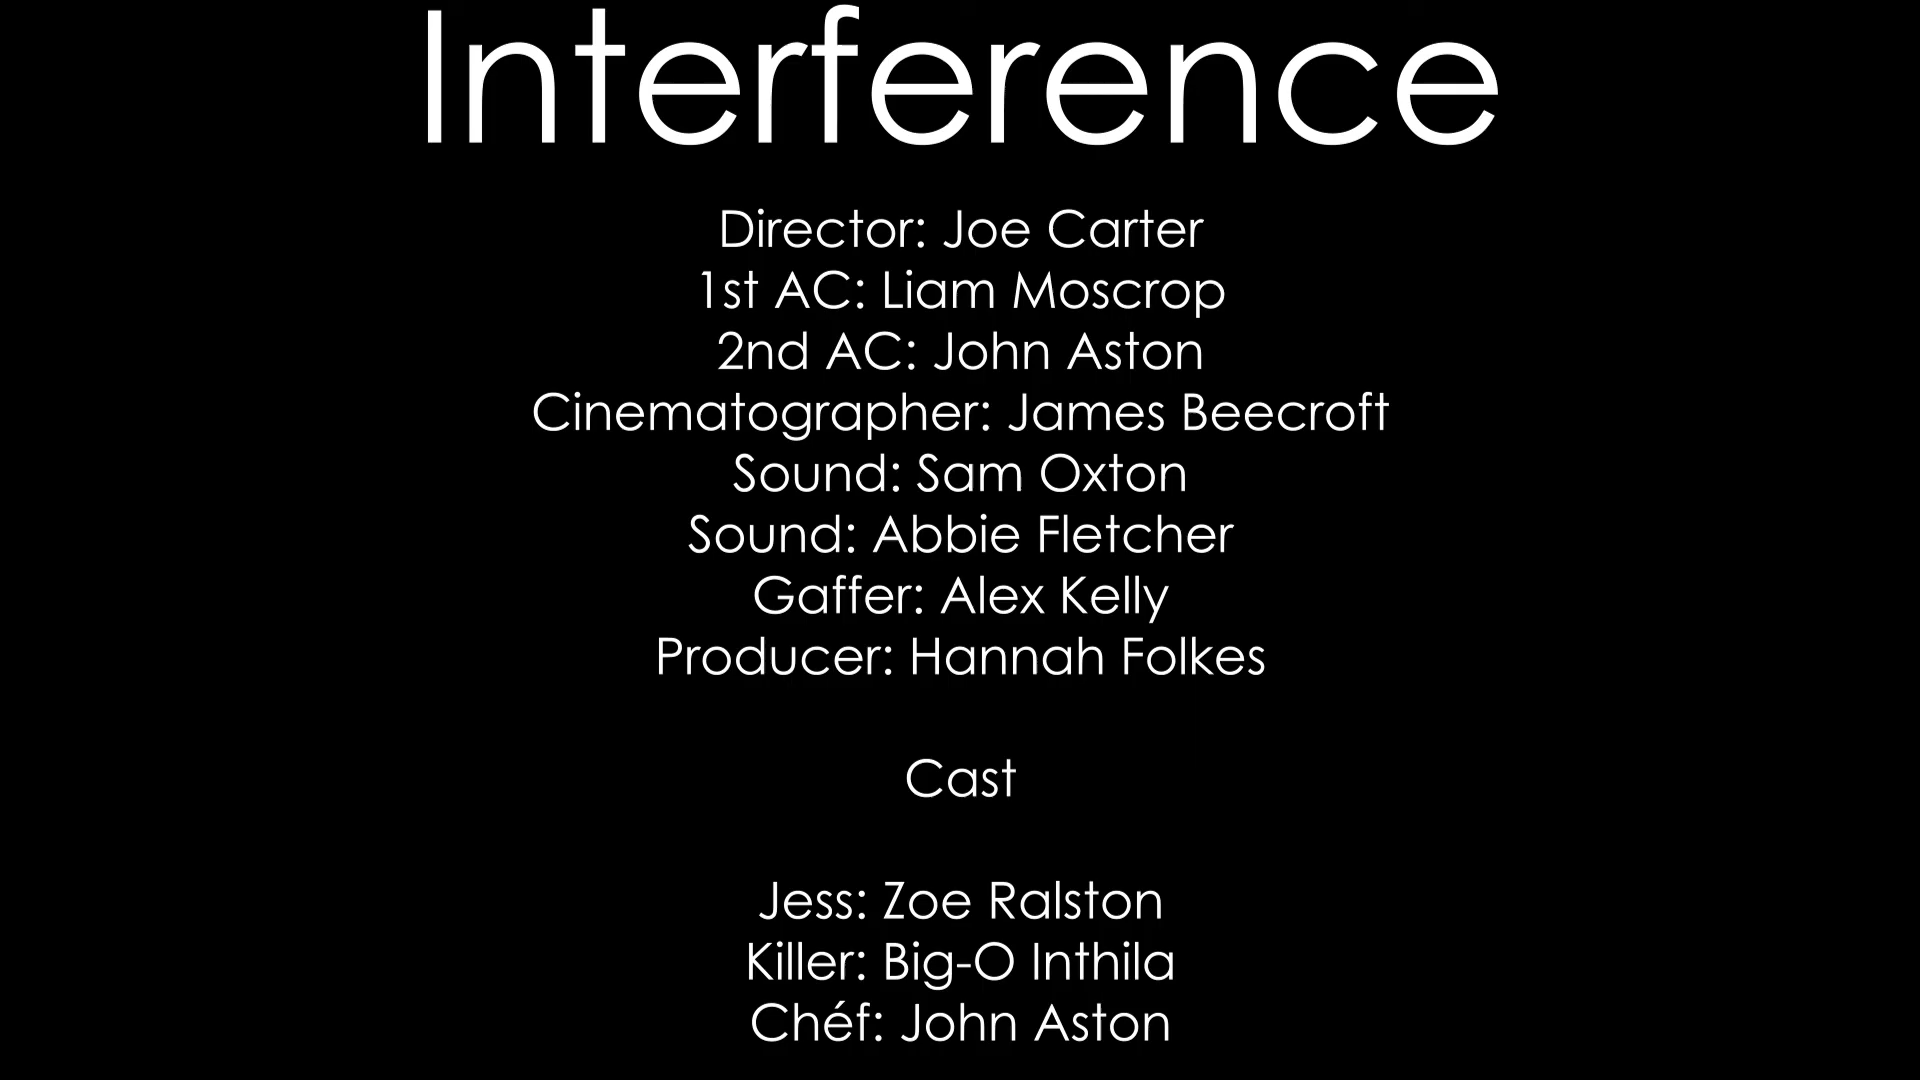 Interference
Director: Joe Carter
1st AC: Liam Moscrop
2nd AC: John Aston
Cinematographer: James Beecroft
Sound: Sam Oxton
Sound: Abbie Fletcher
Gaffer: Alex Kelly
Producer: Hannah Folkes
Cast
Jess: Zoe Ralston
Killer: Big-O Inthila
Chéf: John Aston